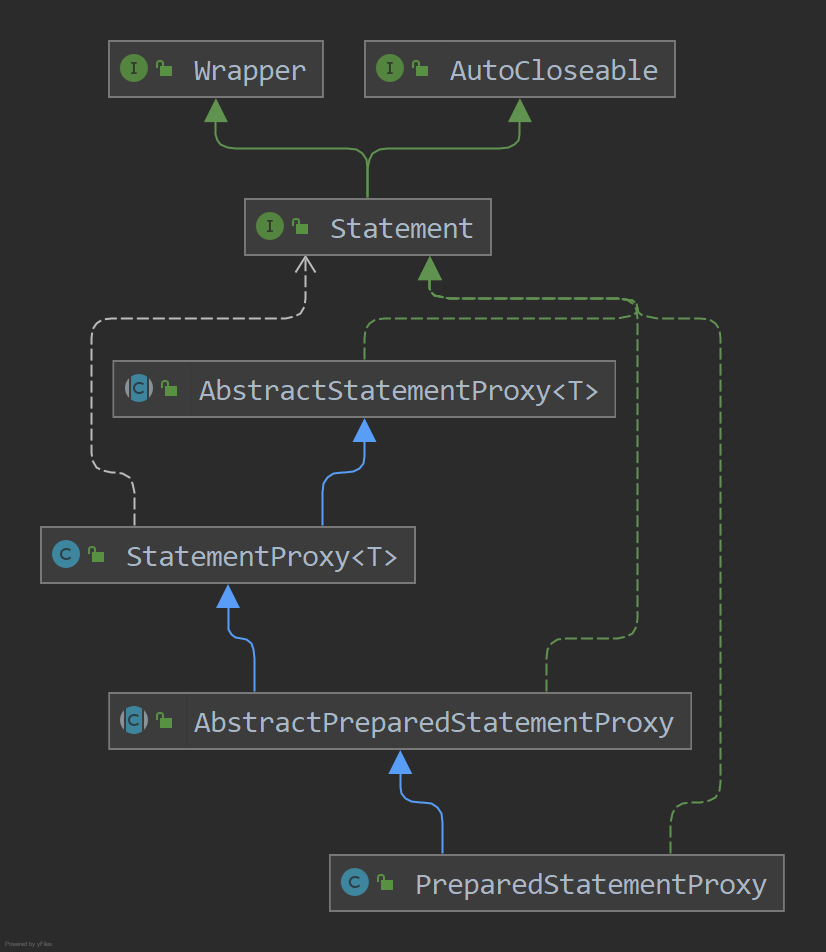 Wrapper
AutoCloseable
Statement
AbstractStatementProxy<T>
StatementProxy<T>
AbstractPreparedStatementProxy
PreparedStatementProxy
Powered by yFiles